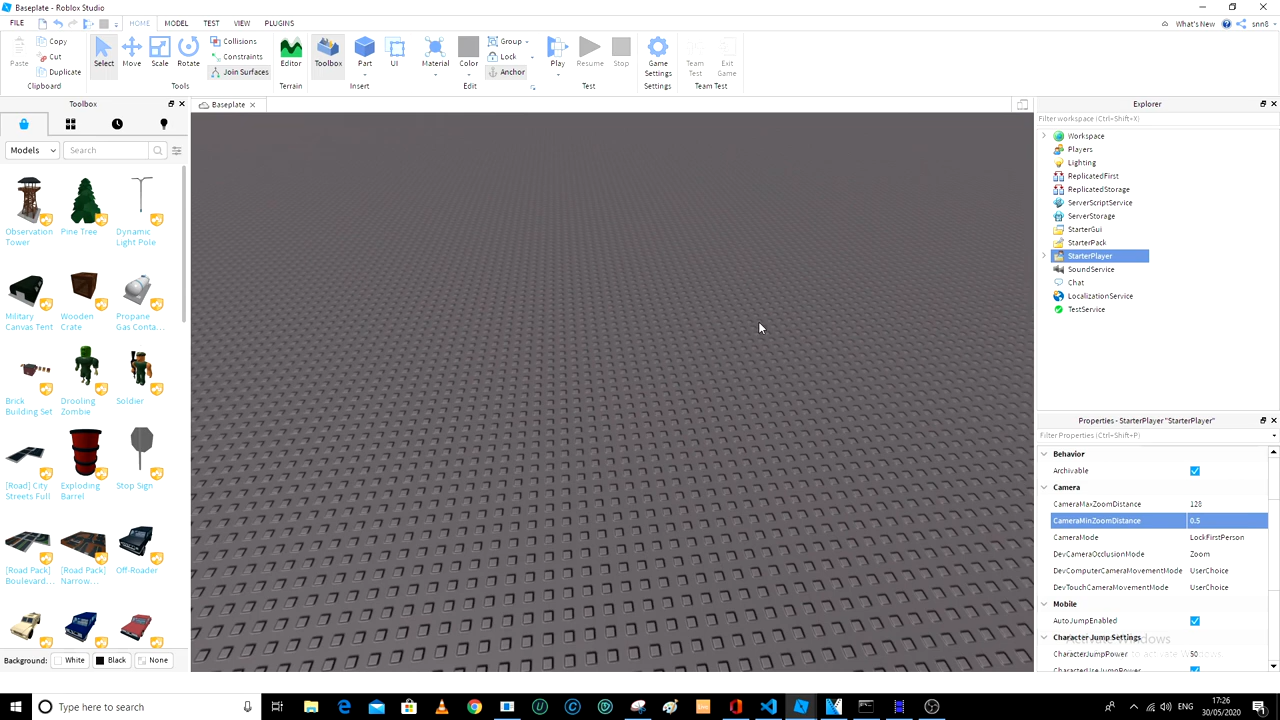 Baseplate - Roblox Studio
FILE HOME MODEL TEST VIEW PLUGINS What's New snn8
Paste Copy Cut Duplicate Clipboard
Select Move Scale Rotate Collisions Constraints Join Surfaces Tools
Editor Terrain
Toolbox Part UI Insert
Material Color Group Lock Anchor Edit
Play Resume Stop Test
Game Settings Settings
Team Test Exit Game Team Test
Toolbox
Models Search
Observation Tower
Pine Tree
Dynamic Light Pole
Military Canvas Tent
Wooden Crate
Propane Gas Conta...
Brick Building Set
Drooling Zombie
Soldier
[Road] City Streets Full
Exploding Barrel
Stop Sign
[Road Pack] Boulevard...
[Road Pack] Narrow...
Off-Roader
Background: White Black None
Baseplate
Explorer
Filter workspace (Ctrl+Shift+X)
Workspace
Players
Lighting
ReplicatedFirst
ReplicatedStorage
ServerScriptService
ServerStorage
StarterGui
StarterPack
StarterPlayer
SoundService
Chat
LocalizationService
TestService
Properties - StarterPlayer "StarterPlayer"
Filter Properties (Ctrl+Shift+P)
Behavior
Archivable
Camera
CameraMaxZoomDistance 128
CameraMinZoomDistance 0.5
CameraMode LockFirstPerson
DevCameraOcclusionMode Zoom
DevComputerCameraMovementMode UserChoice
DevTouchCameraMovementMode UserChoice
Mobile
AutoJumpEnabled
Character Jump Settings
CharacterJumpPower 50
CharacterUseJumpPower
Type here to search
ENG
17:26
30/05/2020